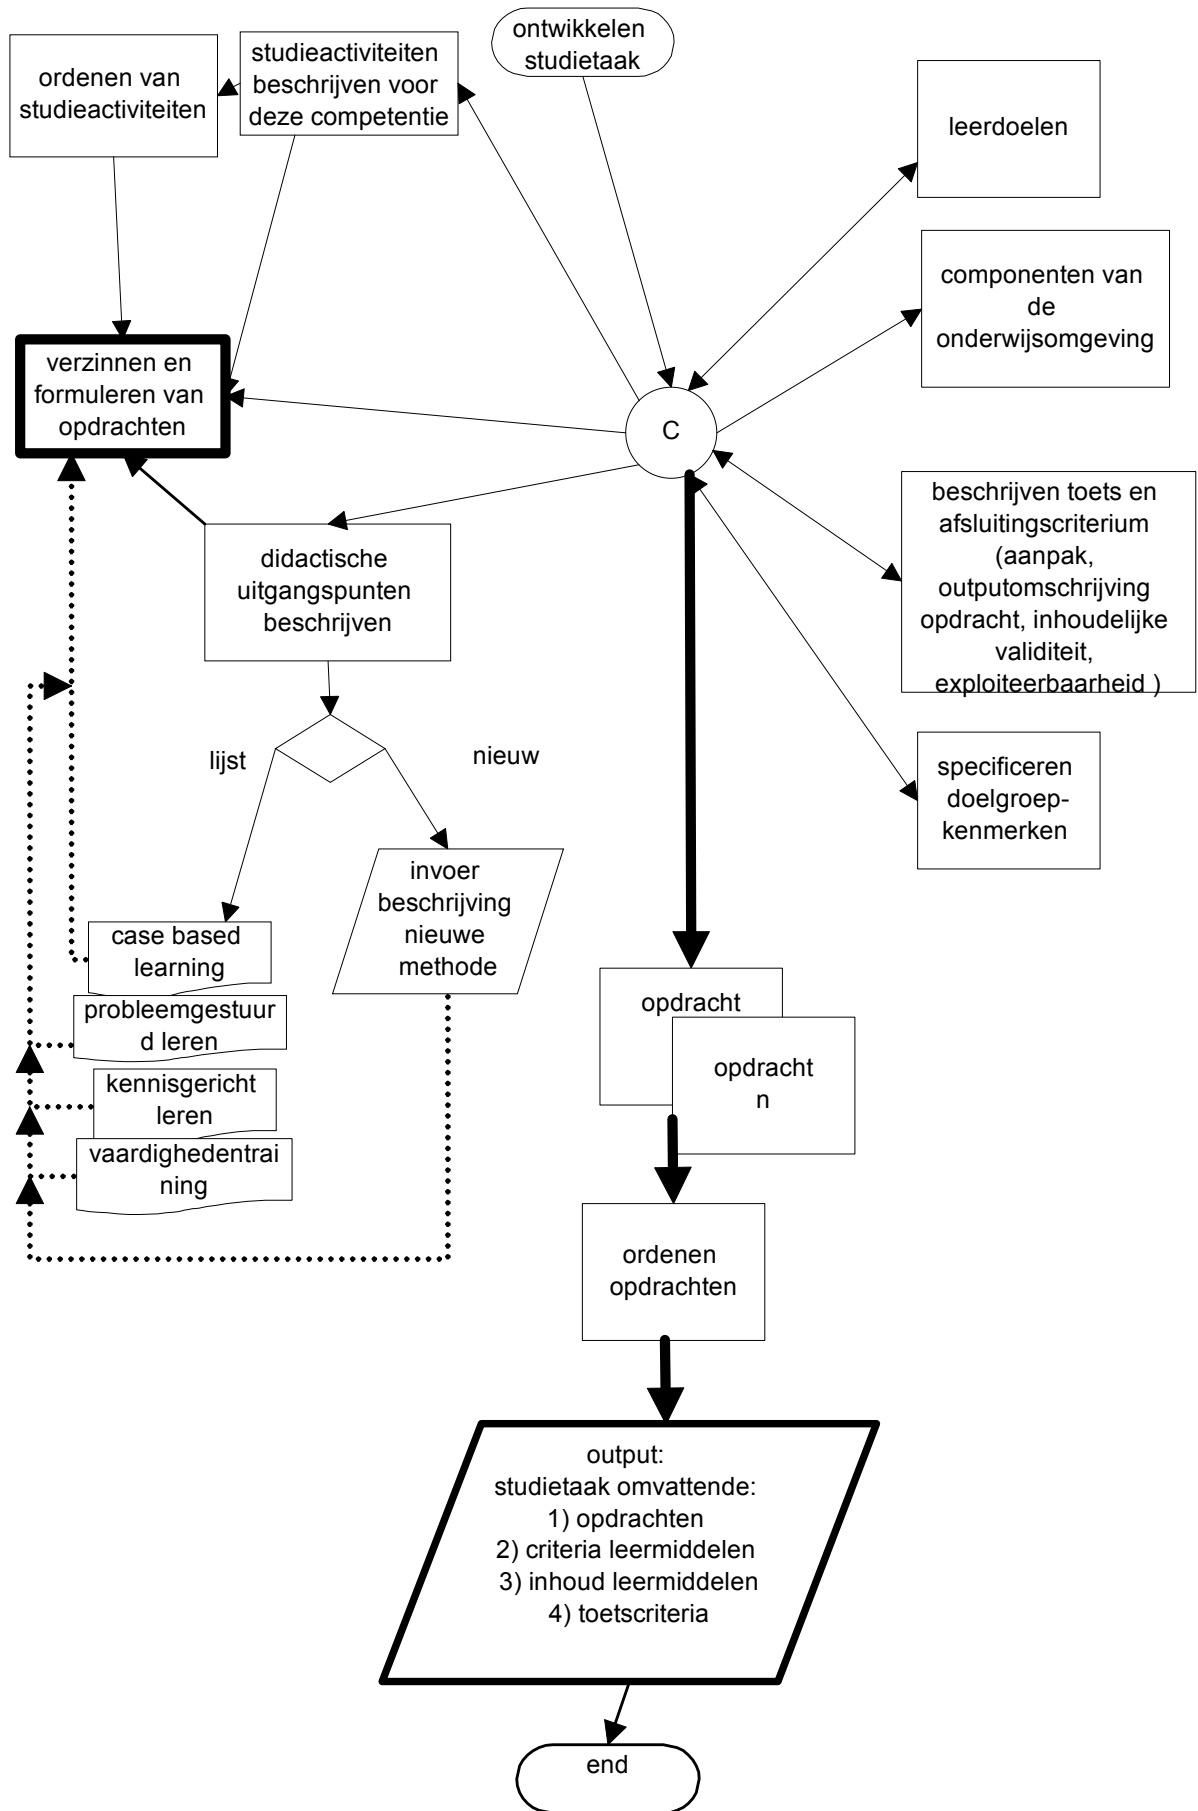 ontwikkelen
studietaak
ordenen van
studieactiviteiten
studieactiviteiten
beschrijven voor
deze competentie
leerdoelen
componenten van
de
onderwijsomgeving
verzinnen en
formuleren van
opdrachten
C
beschrijven toets en
afsluitingscriterium
(aanpak,
outputomschrijving
opdracht, inhoudelijke
validiteit,
exploiteerbaarheid )
didactische
uitgangspunten
beschrijven
lijst
nieuw
specificeren
doelgroep-
kenmerken
invoer
beschrijving
nieuwe
methode
case based
learning
probleemgestuur
d leren
kennisgericht
leren
vaardighedentrai
ning
opdracht
opdracht
n
ordenen
opdrachten
output:
studietaak omvattende:
1) opdrachten
2) criteria leermiddelen
3) inhoud leermiddelen
4) toetscriteria
end